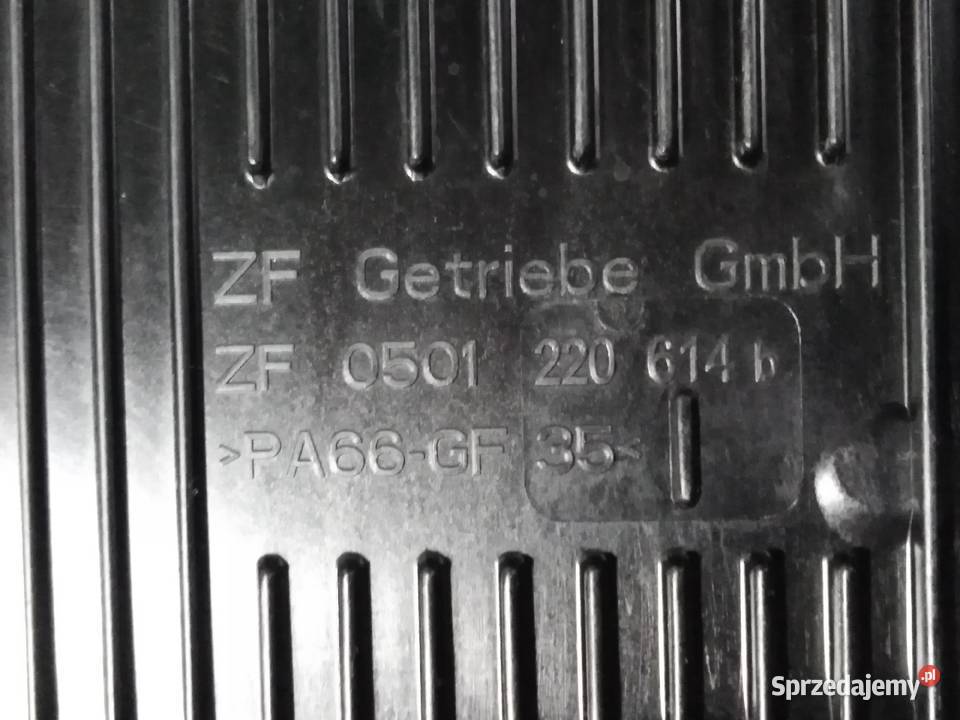 ZF Getriebe GmbH
ZF 0501 220 614 b
>PA66-GF 35<
Sprzedajemy.pl